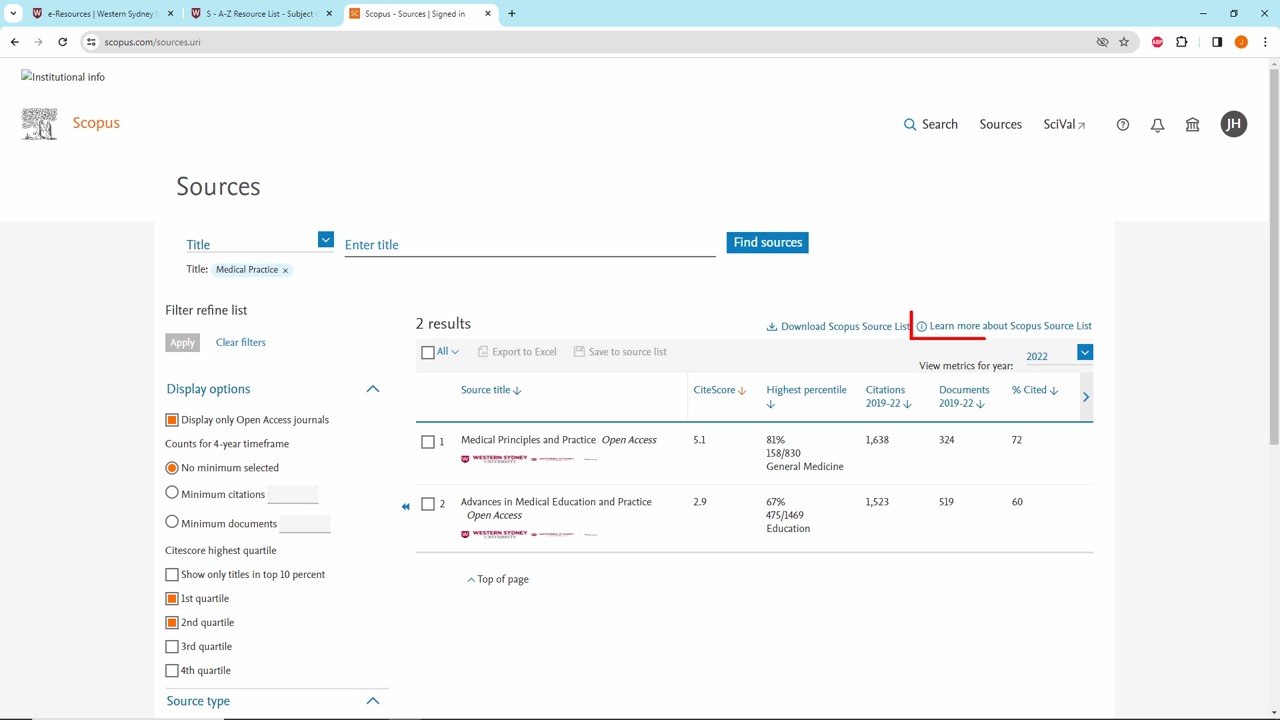 e-Resources | Western Sydney
S - A-Z Resource List - Subject
Scopus - Sources | Signed in
scopus.com/sources.uri
ABP
J
Institutional info
Scopus
Search
Sources
SciVal
JH
Sources
Title
Enter title
Find sources
Title: Medical Practice ×
Filter refine list
2 results
Download Scopus Source List
Learn more about Scopus Source List
Apply
Clear filters
All
Export to Excel
Save to source list
View metrics for year:
2022
Display options
Source title
CiteScore
Highest percentile
Citations
2019-22
Documents
2019-22
% Cited
Display only Open Access journals
Counts for 4-year timeframe
No minimum selected
Minimum citations
Minimum documents
1
Medical Principles and Practice Open Access
5.1
81%
158/830
General Medicine
1,638
324
72
WESTERN SYDNEY
2
Advances in Medical Education and Practice
Open Access
2.9
67%
475/1469
Education
1,523
519
60
WESTERN SYDNEY
Citescore highest quartile
Show only titles in top 10 percent
1st quartile
2nd quartile
3rd quartile
4th quartile
Top of page
Source type